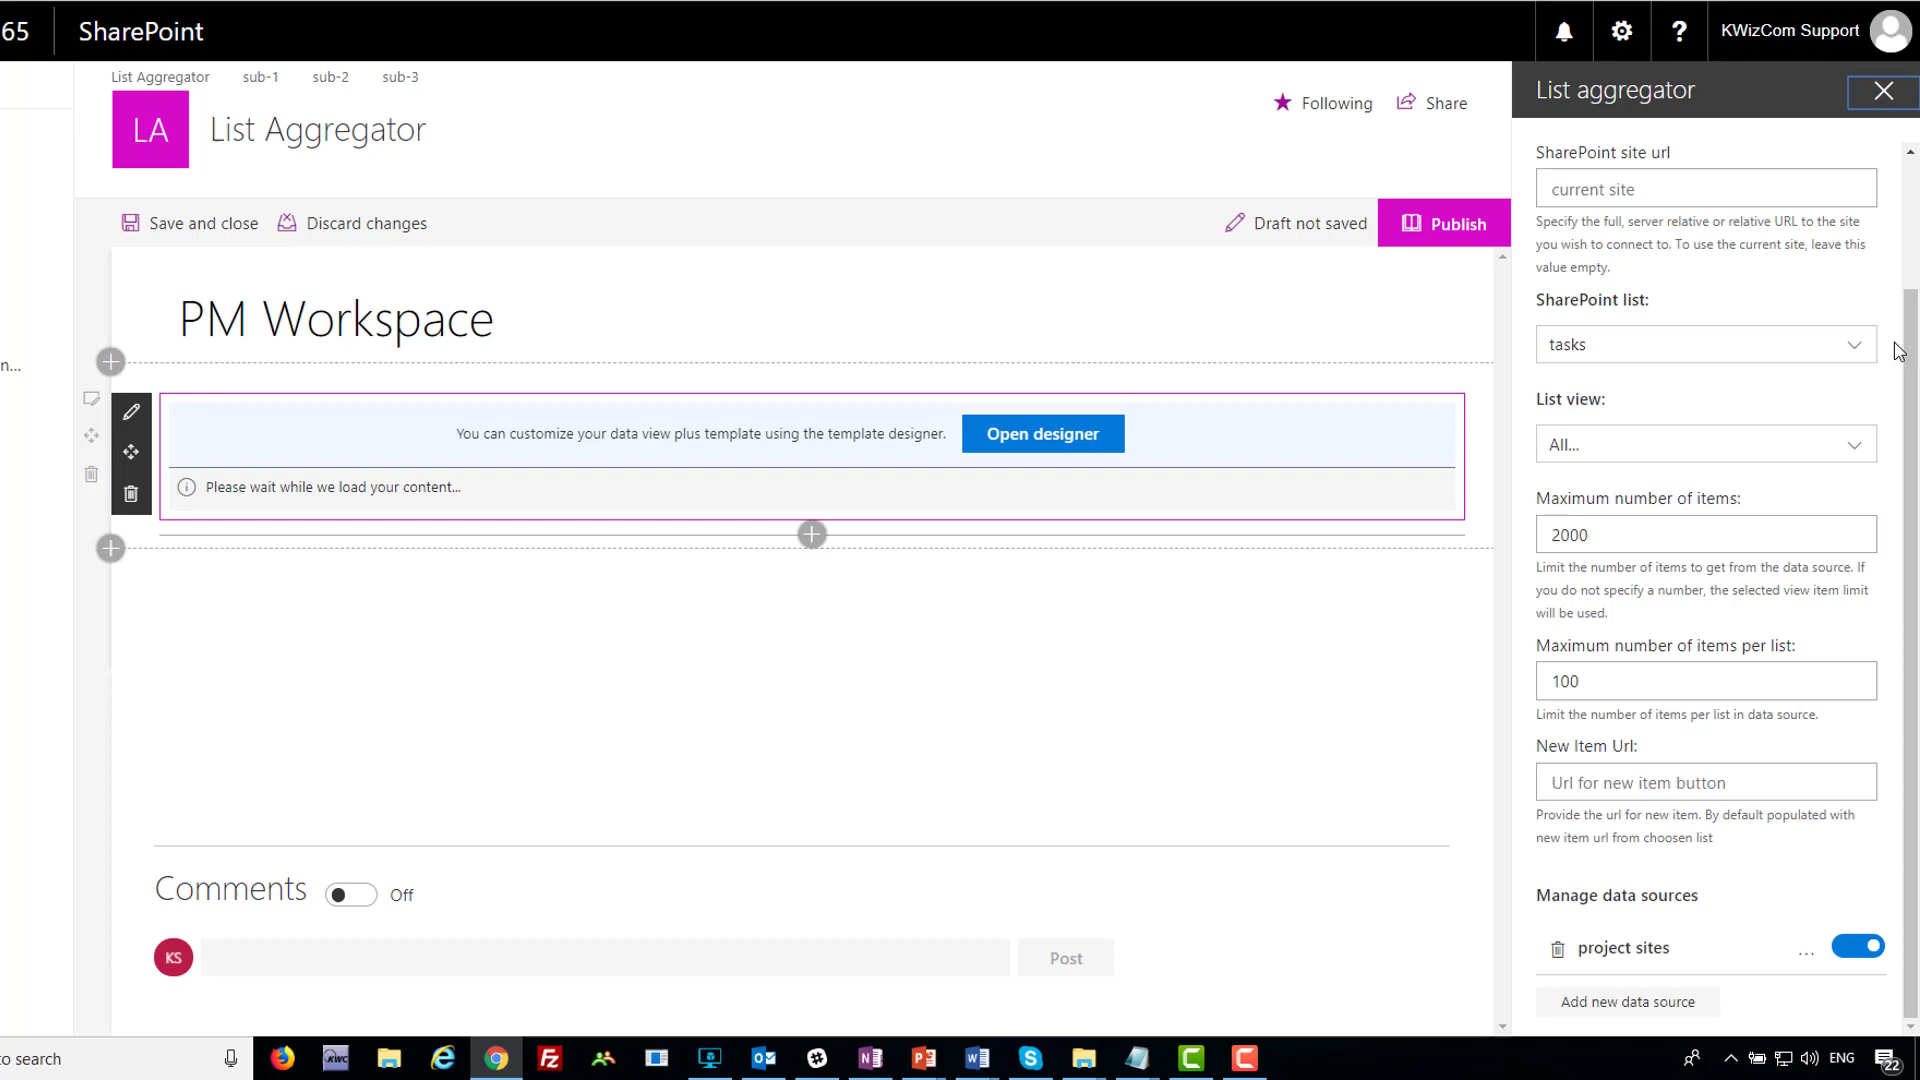 65
SharePoint
KWizCom Support
List Aggregator sub-1 sub-2 sub-3
LA
List Aggregator
Following
Share
Save and close
Discard changes
Draft not saved
Publish
n...
PM Workspace
You can customize your data view plus template using the template designer.
Open designer
Please wait while we load your content...
Comments
Off
KS
Post
List aggregator
SharePoint site url
current site
Specify the full, server relative or relative URL to the site
you wish to connect to. To use the current site, leave this
value empty.
SharePoint list:
tasks
List view:
All...
Maximum number of items:
2000
Limit the number of items to get from the data source. If
you do not specify a number, the selected view item limit
will be used.
Maximum number of items per list:
100
Limit the number of items per list in data source.
New Item Url:
Url for new item button
Provide the url for new item. By default populated with
new item url from choosen list
Manage data sources
project sites
...
Add new data source
to search
KWC
ENG
22